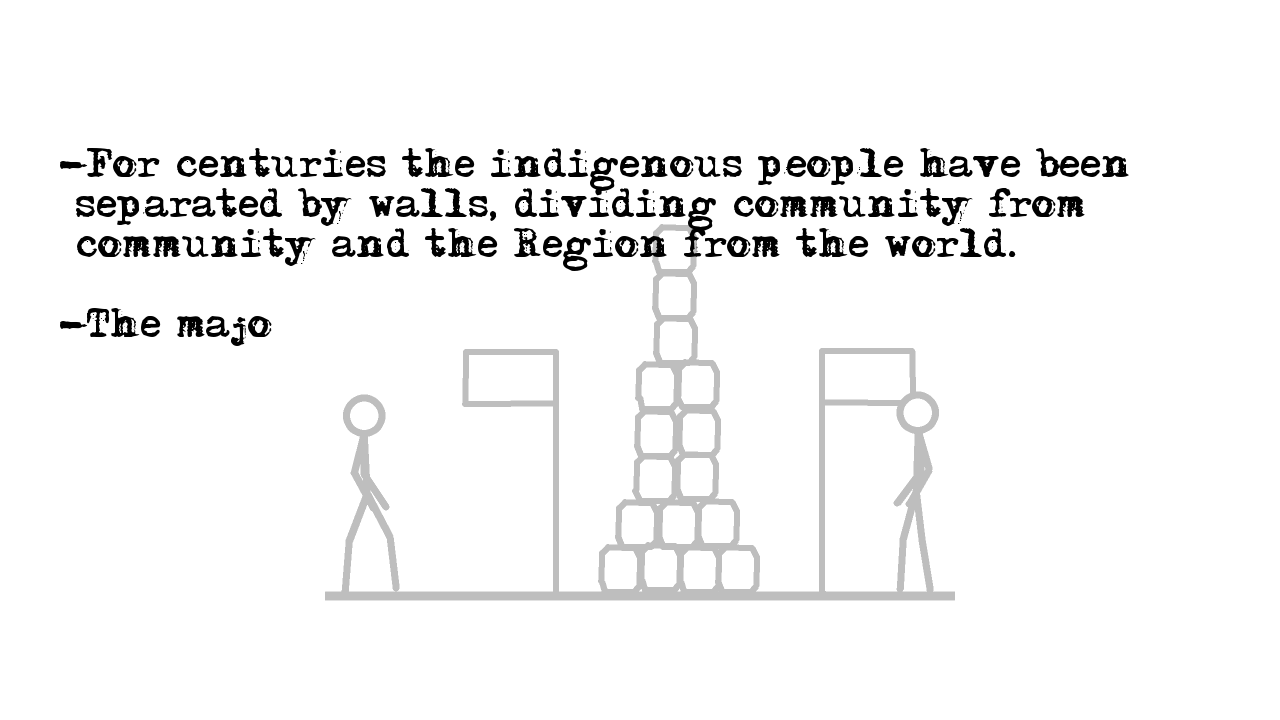 -For centuries the indigenous people have been
separated by walls, dividing community from
community and the Region from the world.
-The majo